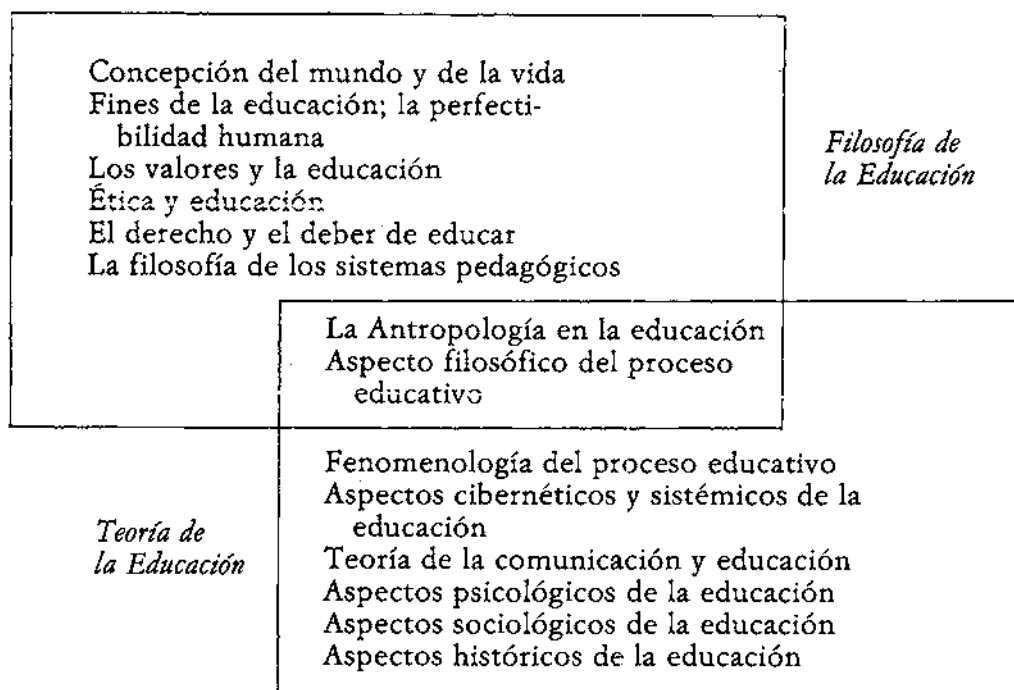 Concepción del mundo y de la vida
Fines de la educación; la perfecti-
bilidad humana
Los valores y la educación
Ética y educación
El derecho y el deber de educar
La filosofía de los sistemas pedagógicos
Filosofía de
la Educación
La Antropología en la educación
Aspecto filosófico del proceso
educativo
Teoría de
la Educación
Fenomenología del proceso educativo
Aspectos cibernéticos y sistémicos de la
educación
Teoría de la comunicación y educación
Aspectos psicológicos de la educación
Aspectos sociológicos de la educación
Aspectos históricos de la educación